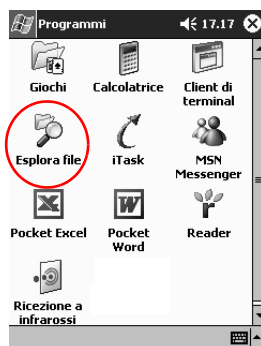 Programmi 17.17
Giochi Calcolatrice Client di
terminal
Esplora file iTask MSN
Messenger
Pocket Excel Pocket
Word Reader
Ricezione a
infrarossi